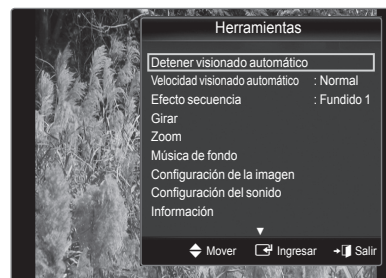 Herramientas
Detener visionado automático
Velocidad visionado automático : Normal
Efecto secuencia : Fundido 1
Girar
Zoom
Música de fondo
Configuración de la imagen
Configuración del sonido
Información
Mover Ingresar Salir